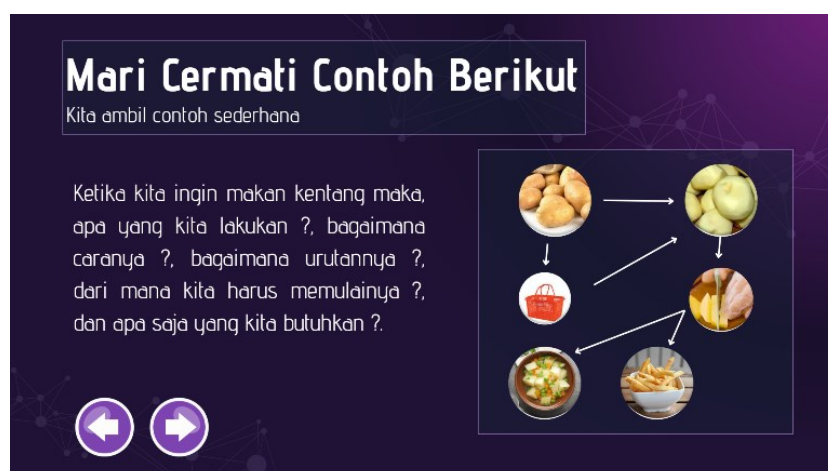 Mari Cermati Contoh Berikut
Kita ambil contoh sederhana
Ketika kita ingin makan kentang maka,
apa yang kita lakukan ?, bagaimana
caranya ?, bagaimana urutannya ?,
dari mana kita harus memulainya ?,
dan apa saja yang kita butuhkan ?.